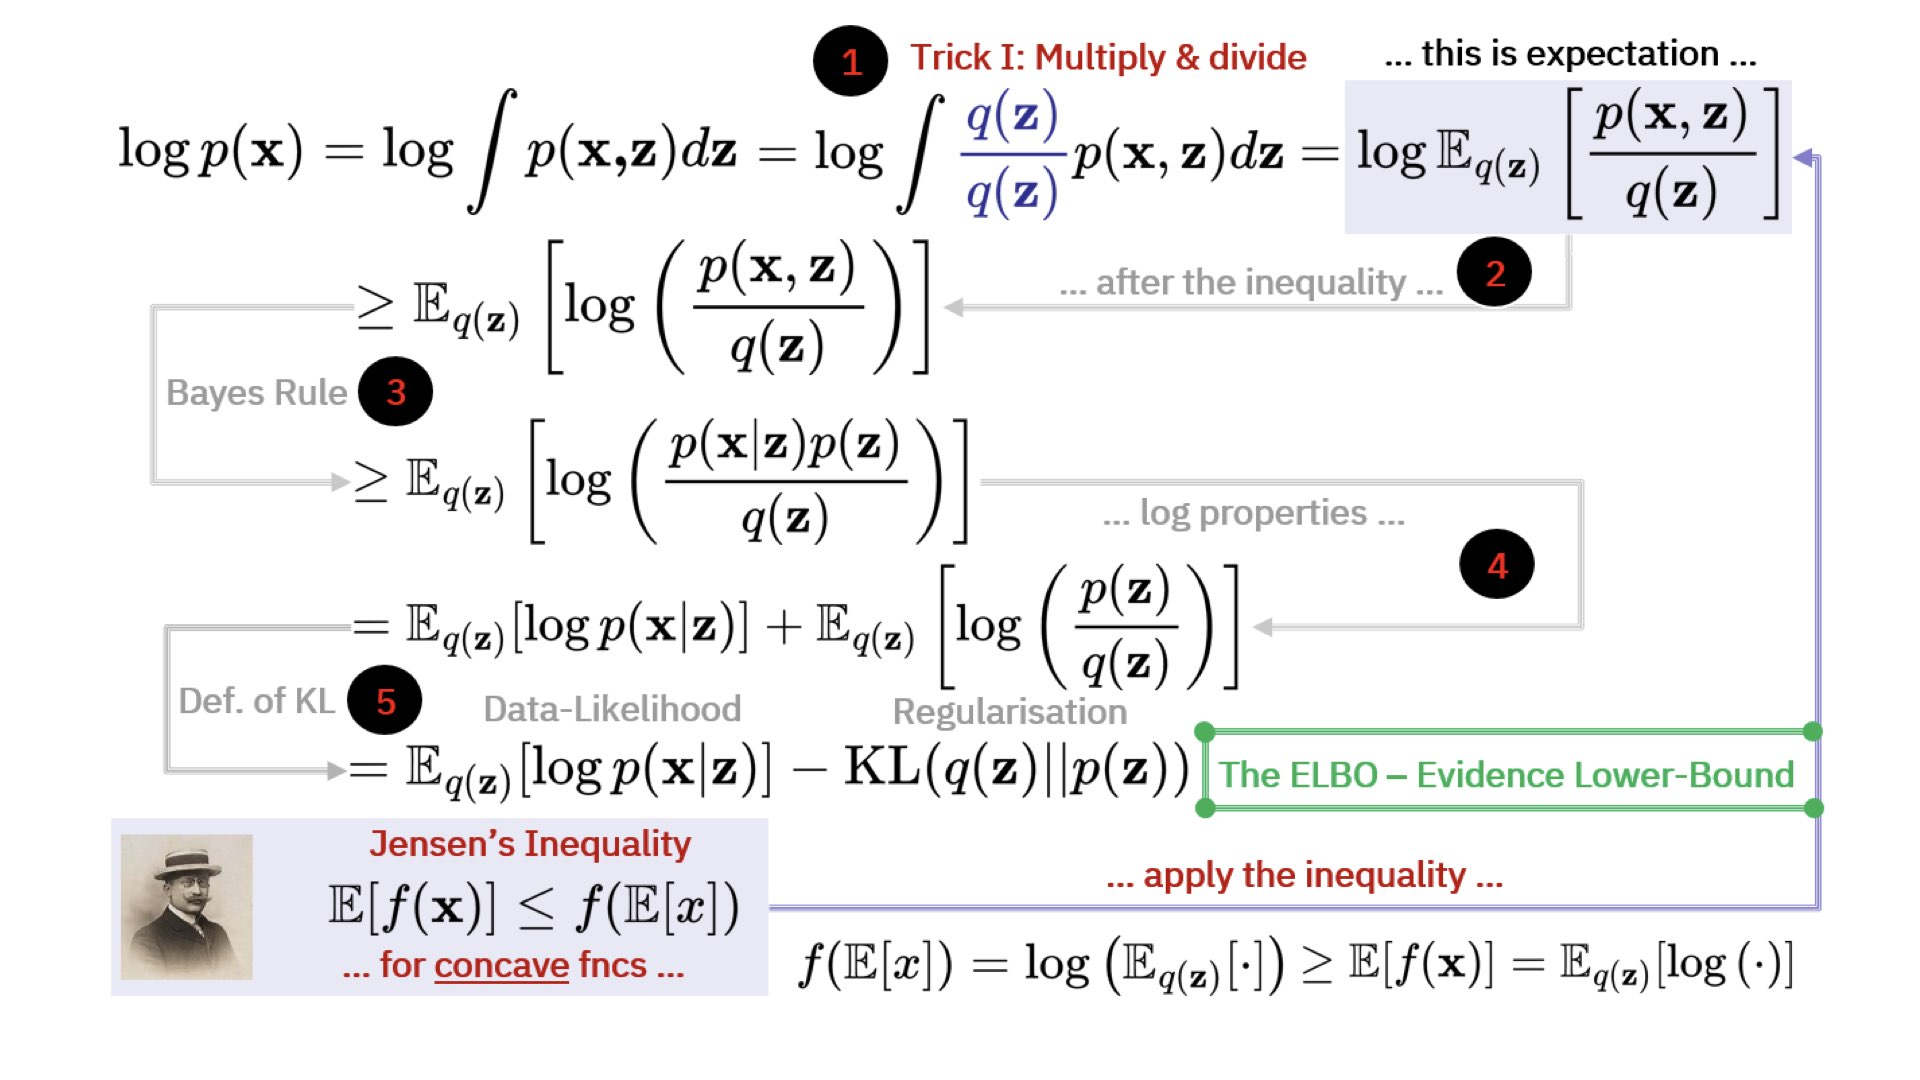 1 Trick I: Multiply & divide ... this is expectation ...
log p(𝐱) = log ∫ p(𝐱,𝐳)d𝐳 = log ∫ q(𝐳)/q(𝐳) p(𝐱, 𝐳)d𝐳 = log 𝔼_q(𝐳) [p(𝐱, 𝐳)/q(𝐳)]
≥ 𝔼_q(𝐳) [log (p(𝐱, 𝐳)/q(𝐳))] ... after the inequality ... 2
Bayes Rule 3
≥ 𝔼_q(𝐳) [log (p(𝐱|𝐳)p(𝐳)/q(𝐳))]
... log properties ...
4
= 𝔼_q(𝐳)[log p(𝐱|𝐳)] + 𝔼_q(𝐳) [log (p(𝐳)/q(𝐳))]
Def. of KL 5 Data-Likelihood Regularisation
= 𝔼_q(𝐳)[log p(𝐱|𝐳)] − KL(q(𝐳)||p(𝐳)) The ELBO – Evidence Lower-Bound
Jensen’s Inequality
𝔼[f(𝐱)] ≤ f(𝔼[x])
... for concave fncs ...
... apply the inequality ...
f(𝔼[x]) = log (𝔼_q(𝐳)[·]) ≥ 𝔼[f(𝐱)] = 𝔼_q(𝐳)[log (·)]